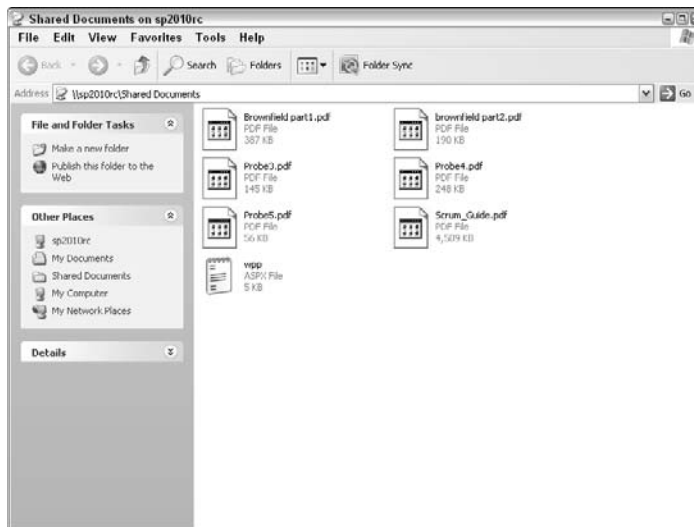 Shared Documents on sp2010rc
File Edit View Favorites Tools Help
Back Search Folders Folder Sync
Address \\sp2010rc\Shared Documents Go
File and Folder Tasks
Make a new folder
Publish this folder to the
Web
Other Places
sp2010rc
My Documents
Shared Documents
My Computer
My Network Places
Details
Brownfield part1.pdf
PDF File
387 KB
brownfield part2.pdf
PDF File
190 KB
Probe3.pdf
PDF File
145 KB
Probe4.pdf
PDF File
248 KB
Probe5.pdf
PDF File
56 KB
Scrum_Guide.pdf
PDF File
4,509 KB
wpp
ASPX File
5 KB